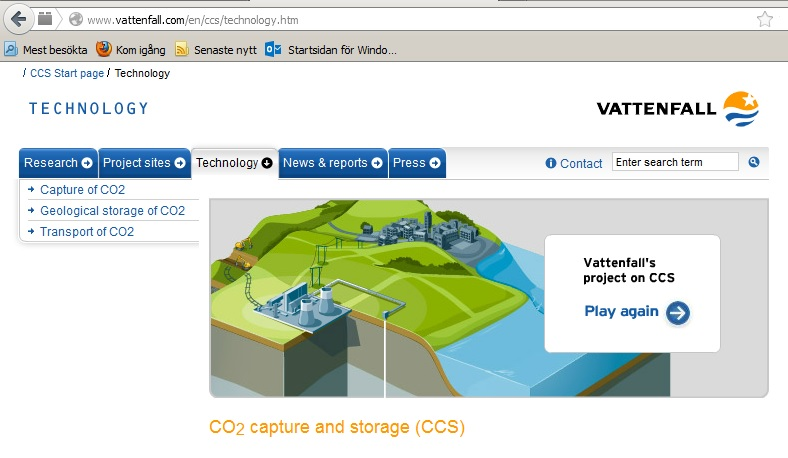 www.vattenfall.com/en/ccs/technology.htm
Mest besökta Kom igång Senaste nytt Startsidan för Windo...
/ CCS Start page / Technology
TECHNOLOGY
VATTENFALL
Research Project sites Technology News & reports Press Contact Enter search term
Capture of CO2
Geological storage of CO2
Transport of CO2
Vattenfall's
project on CCS
Play again
CO2 capture and storage (CCS)